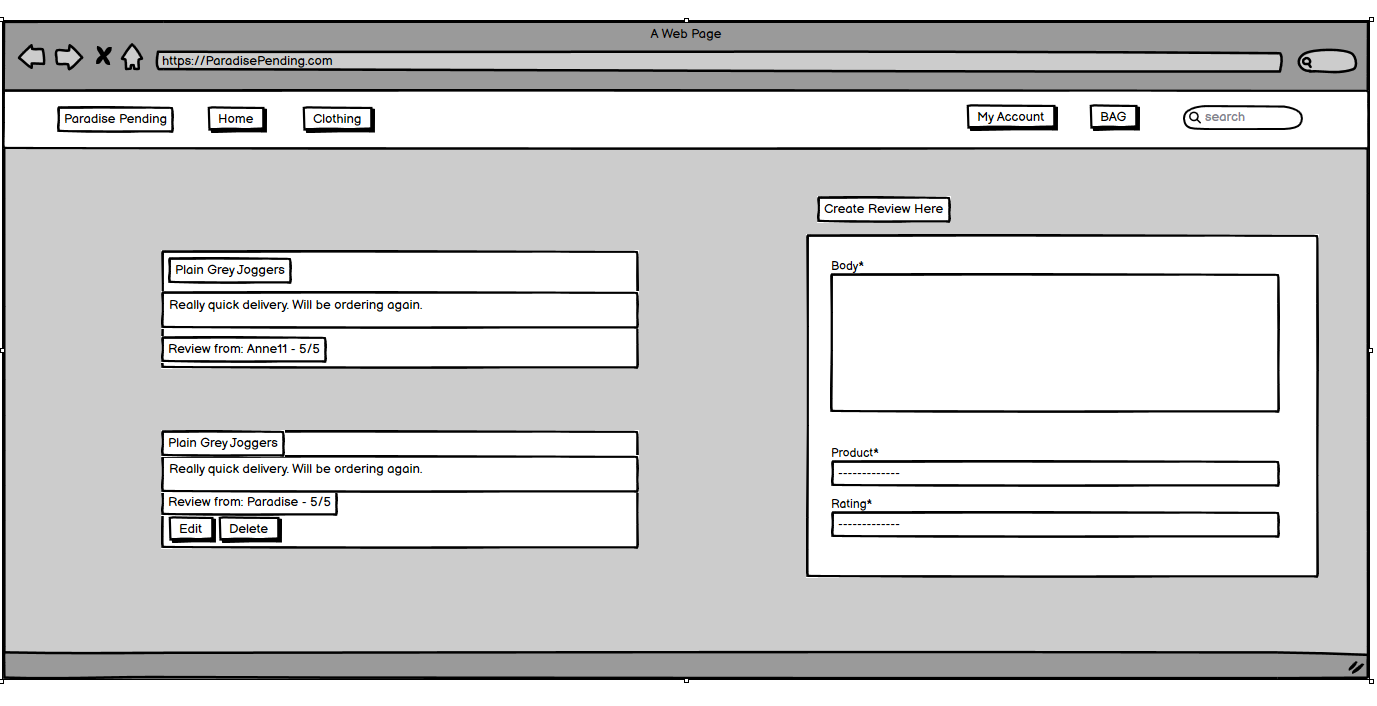 A Web Page
https://ParadisePending.com
Paradise Pending
Home
Clothing
My Account
BAG
search
Plain Grey Joggers
Really quick delivery. Will be ordering again.
Review from: Anne11 - 5/5
Plain Grey Joggers
Really quick delivery. Will be ordering again.
Review from: Paradise - 5/5
Edit
Delete
Create Review Here
Body*
Product*
-------------
Rating*
-------------